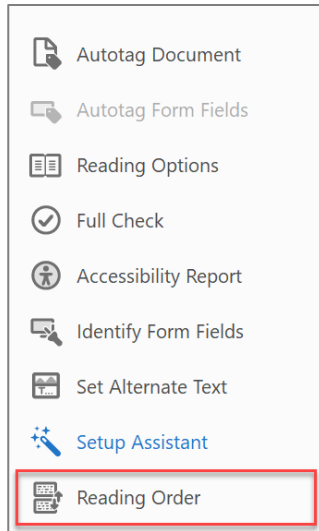 Autotag Document
Autotag Form Fields
Reading Options
Full Check
Accessibility Report
Identify Form Fields
Set Alternate Text
Setup Assistant
Reading Order